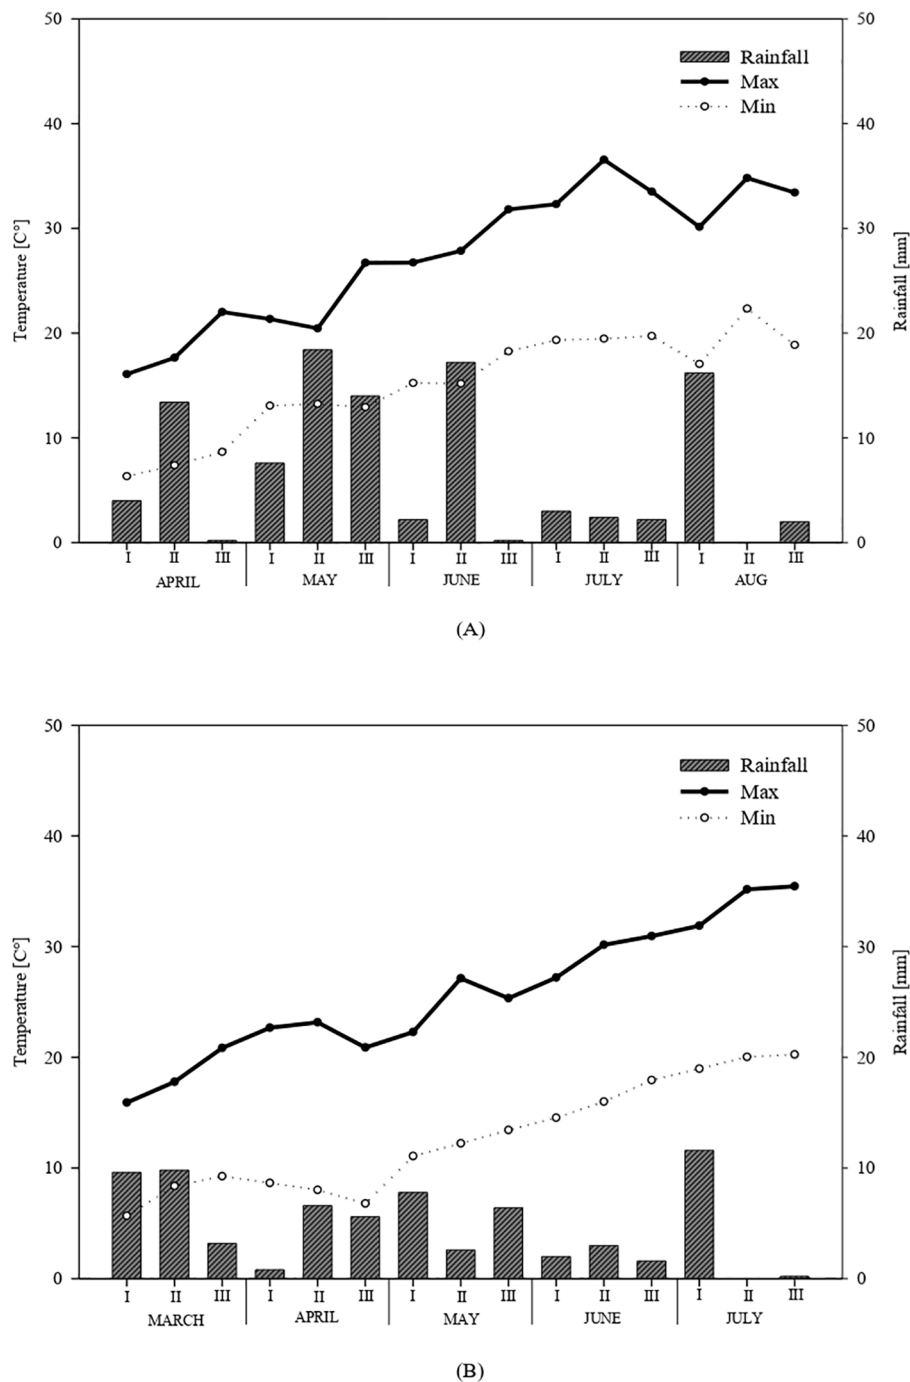 50
50
Rainfall
Max
Min
40
40
30
30
Temperature [C°]
Rainfall [mm]
20
20
10
10
0
0
I II III I II III I II III I II III I II III
APRIL MAY JUNE JULY AUG
(A)
50
50
Rainfall
Max
Min
40
40
30
30
Temperature [C°]
Rainfall [mm]
20
20
10
10
0
0
I II III I II III I II III I II III I II III
MARCH APRIL MAY JUNE JULY
(B)